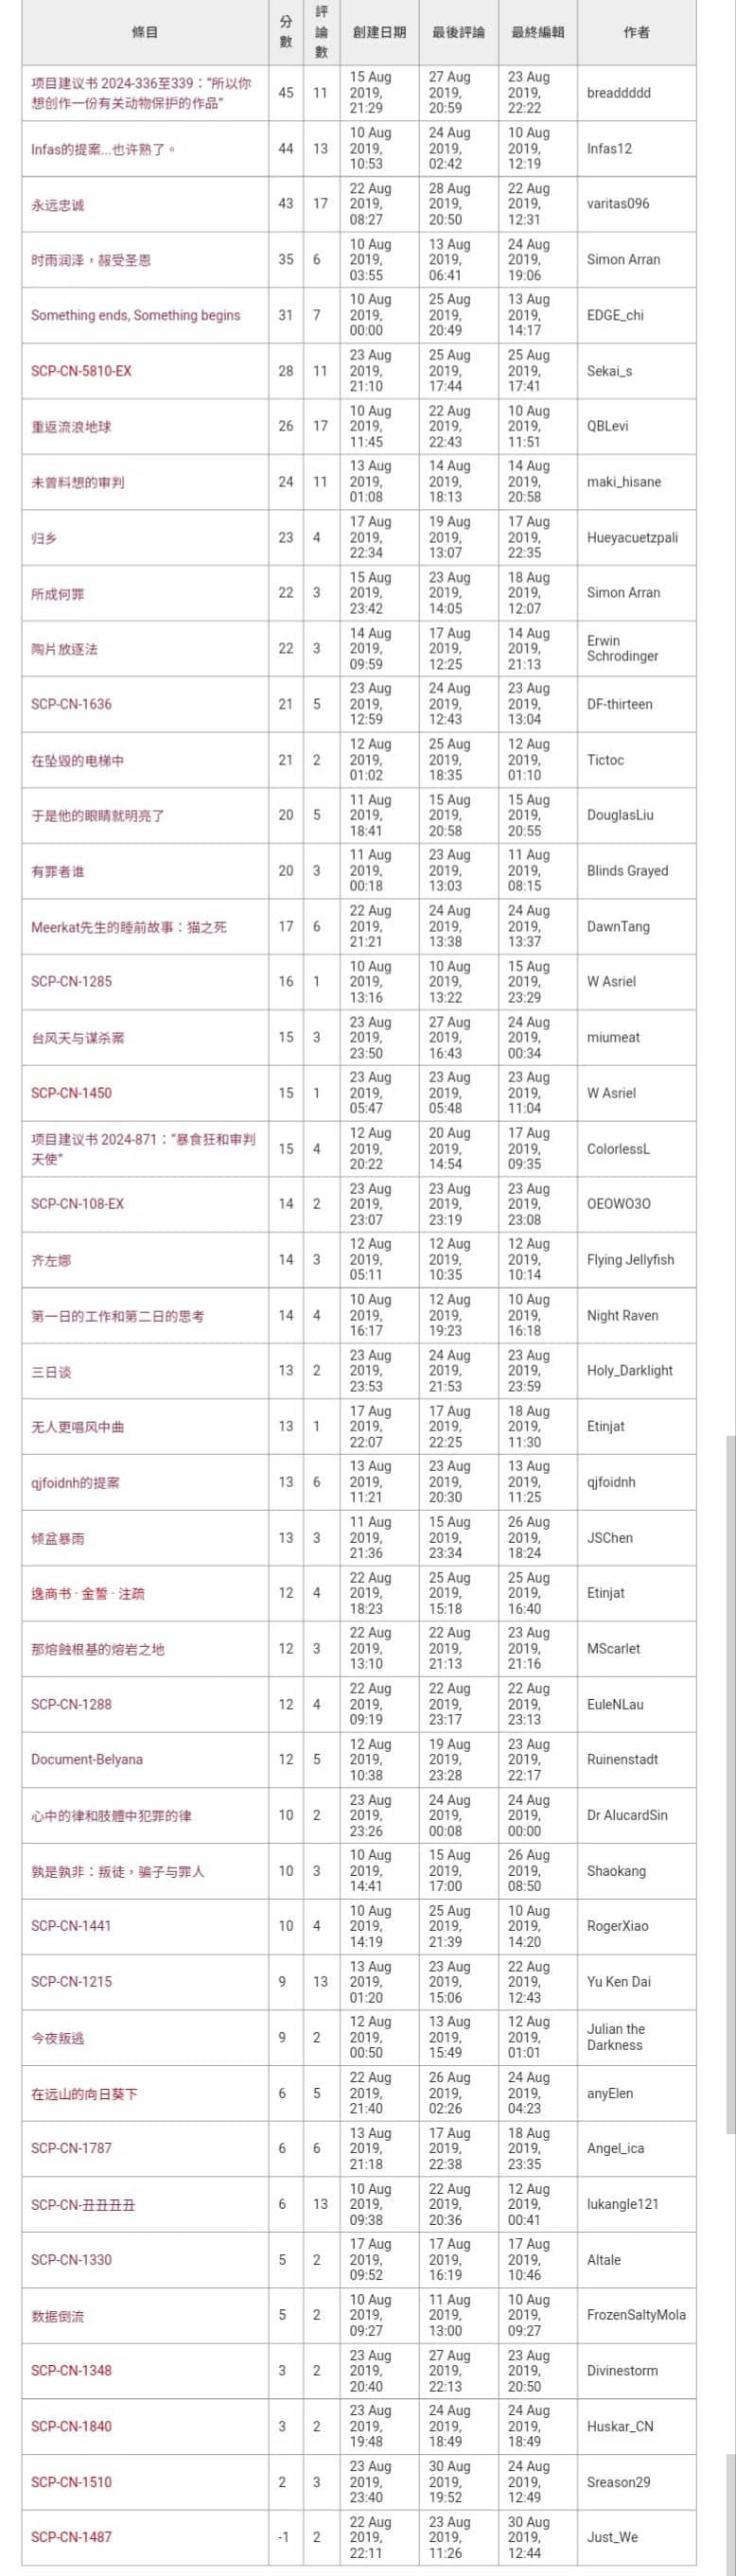 條目 分數 評論數 創建日期 最後評論 最終編輯 作者
项目建议书 2024-336至339：“所以你想创作一份有关动物保护的作品” 45 11 15 Aug 2019, 21:29 27 Aug 2019, 20:59 23 Aug 2019, 22:22 breaddddd
Infas的提案...也许熟了。 44 13 10 Aug 2019, 10:53 24 Aug 2019, 02:42 10 Aug 2019, 12:19 Infas12
永远忠诚 43 17 22 Aug 2019, 08:27 28 Aug 2019, 20:50 22 Aug 2019, 12:31 varitas096
时雨润泽，赧受圣恩 35 6 10 Aug 2019, 03:55 13 Aug 2019, 06:41 24 Aug 2019, 19:06 Simon Arran
Something ends, Something begins 31 7 10 Aug 2019, 00:00 25 Aug 2019, 20:49 13 Aug 2019, 14:17 EDGE_chi
SCP-CN-5810-EX 28 11 23 Aug 2019, 21:10 25 Aug 2019, 17:44 25 Aug 2019, 17:41 Sekai_s
重返流浪地球 26 17 10 Aug 2019, 11:45 22 Aug 2019, 22:43 10 Aug 2019, 11:51 QBLevi
未曾料想的审判 24 11 13 Aug 2019, 01:08 14 Aug 2019, 18:13 14 Aug 2019, 20:58 maki_hisane
归乡 23 4 17 Aug 2019, 22:34 19 Aug 2019, 13:07 17 Aug 2019, 22:35 Hueyacuetzpali
所成何罪 22 3 15 Aug 2019, 23:42 23 Aug 2019, 14:05 18 Aug 2019, 12:07 Simon Arran
陶片放逐法 22 3 14 Aug 2019, 09:59 17 Aug 2019, 12:25 14 Aug 2019, 21:13 Erwin Schrodinger
SCP-CN-1636 21 5 23 Aug 2019, 12:59 24 Aug 2019, 12:43 23 Aug 2019, 13:04 DF-thirteen
在坠毁的电梯中 21 2 12 Aug 2019, 01:02 25 Aug 2019, 18:35 12 Aug 2019, 01:10 Tictoc
于是他的眼睛就明亮了 20 5 11 Aug 2019, 18:41 15 Aug 2019, 20:58 15 Aug 2019, 20:55 DouglasLiu
有罪者谁 20 3 11 Aug 2019, 00:18 23 Aug 2019, 13:03 11 Aug 2019, 08:15 Blinds Grayed
Meerkat先生的睡前故事：猫之死 17 6 22 Aug 2019, 21:21 24 Aug 2019, 13:38 24 Aug 2019, 13:37 DawnTang
SCP-CN-1285 16 1 10 Aug 2019, 13:16 10 Aug 2019, 13:22 15 Aug 2019, 23:29 W Asriel
台风天与谋杀案 15 3 23 Aug 2019, 23:50 27 Aug 2019, 16:43 24 Aug 2019, 00:34 miumeat
SCP-CN-1450 15 1 23 Aug 2019, 05:47 23 Aug 2019, 05:48 23 Aug 2019, 11:04 W Asriel
项目建议书 2024-871：“暴食狂和审判天使” 15 4 12 Aug 2019, 20:22 20 Aug 2019, 14:54 17 Aug 2019, 09:35 ColorlessL
SCP-CN-108-EX 14 2 23 Aug 2019, 23:07 23 Aug 2019, 23:19 23 Aug 2019, 23:08 OEOWO3O
齐左娜 14 3 12 Aug 2019, 05:11 12 Aug 2019, 10:35 12 Aug 2019, 10:14 Flying Jellyfish
第一日的工作和第二日的思考 14 4 10 Aug 2019, 16:17 12 Aug 2019, 19:23 10 Aug 2019, 16:18 Night Raven
三日谈 13 2 23 Aug 2019, 23:53 24 Aug 2019, 21:53 23 Aug 2019, 23:59 Holy_Darklight
无人更唱风中曲 13 1 17 Aug 2019, 22:07 17 Aug 2019, 22:25 18 Aug 2019, 11:30 Etinjat
qjfoidnh的提案 13 6 13 Aug 2019, 11:21 23 Aug 2019, 20:30 13 Aug 2019, 11:25 qjfoidnh
倾盆暴雨 13 3 11 Aug 2019, 21:36 15 Aug 2019, 23:34 26 Aug 2019, 18:24 JSChen
逸商书 · 金誓 · 注疏 12 4 22 Aug 2019, 18:23 25 Aug 2019, 15:18 25 Aug 2019, 16:40 Etinjat
那熔蝕根基的熔岩之地 12 3 22 Aug 2019, 13:10 22 Aug 2019, 21:13 23 Aug 2019, 21:16 MScarlet
SCP-CN-1288 12 4 22 Aug 2019, 09:19 22 Aug 2019, 23:17 22 Aug 2019, 23:13 EuleNLau
Document-Belyana 12 5 12 Aug 2019, 10:38 19 Aug 2019, 23:28 23 Aug 2019, 22:17 Ruinenstadt
心中的律和肢體中犯罪的律 10 2 23 Aug 2019, 23:26 24 Aug 2019, 00:08 24 Aug 2019, 00:00 Dr AlucardSin
孰是孰非：叛徒，骗子与罪人 10 3 10 Aug 2019, 14:41 15 Aug 2019, 17:00 26 Aug 2019, 08:50 Shaokang
SCP-CN-1441 10 4 10 Aug 2019, 14:19 25 Aug 2019, 21:39 10 Aug 2019, 14:20 RogerXiao
SCP-CN-1215 9 13 13 Aug 2019, 01:20 23 Aug 2019, 15:06 22 Aug 2019, 12:43 Yu Ken Dai
今夜叛逃 9 2 12 Aug 2019, 00:50 13 Aug 2019, 15:49 12 Aug 2019, 01:01 Julian the Darkness
在远山的向日葵下 6 5 22 Aug 2019, 21:40 26 Aug 2019, 02:26 24 Aug 2019, 04:23 anyElen
SCP-CN-1787 6 6 13 Aug 2019, 21:18 17 Aug 2019, 22:38 18 Aug 2019, 23:35 Angel_ica
SCP-CN-丑丑丑丑 6 13 10 Aug 2019, 09:38 22 Aug 2019, 20:36 12 Aug 2019, 00:41 lukangle121
SCP-CN-1330 5 2 17 Aug 2019, 09:52 17 Aug 2019, 16:19 17 Aug 2019, 10:46 Altale
数据倒流 5 2 10 Aug 2019, 09:27 11 Aug 2019, 13:00 10 Aug 2019, 09:27 FrozenSaltyMola
SCP-CN-1348 3 2 23 Aug 2019, 20:40 27 Aug 2019, 22:13 23 Aug 2019, 20:50 Divinestorm
SCP-CN-1840 3 2 23 Aug 2019, 19:48 24 Aug 2019, 18:49 24 Aug 2019, 18:49 Huskar_CN
SCP-CN-1510 2 3 23 Aug 2019, 23:40 30 Aug 2019, 19:52 24 Aug 2019, 12:49 Sreason29
SCP-CN-1487 -1 2 22 Aug 2019, 22:11 23 Aug 2019, 11:26 30 Aug 2019, 12:44 Just_We